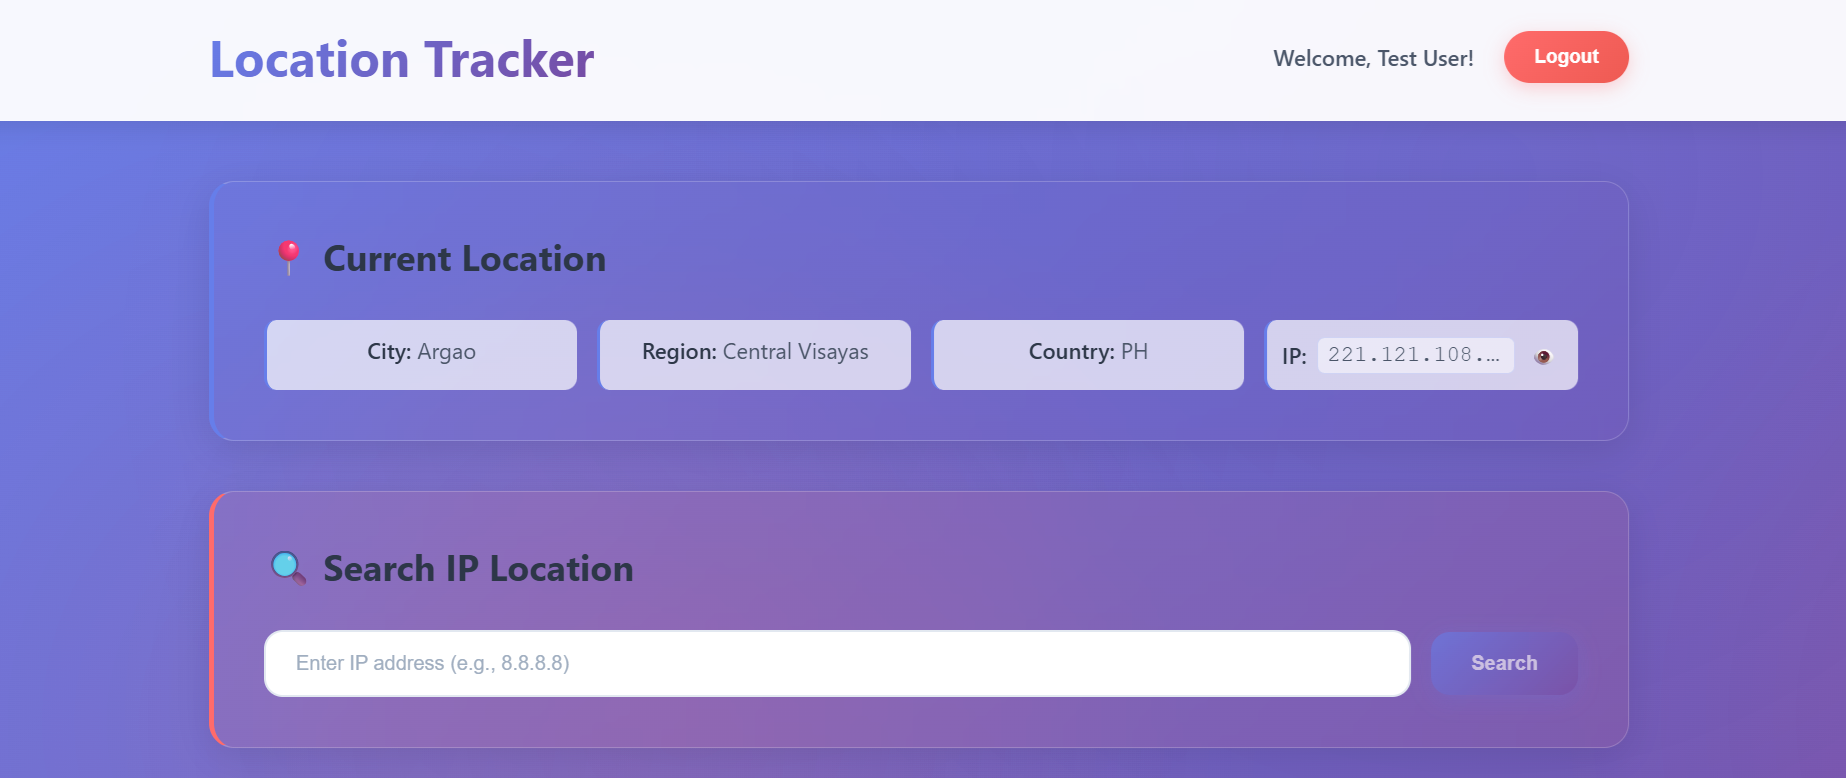 Location Tracker
Welcome, Test User!
Logout
Current Location
City: Argao
Region: Central Visayas
Country: PH
IP: 221.121.108.…
Search IP Location
Enter IP address (e.g., 8.8.8.8)
Search